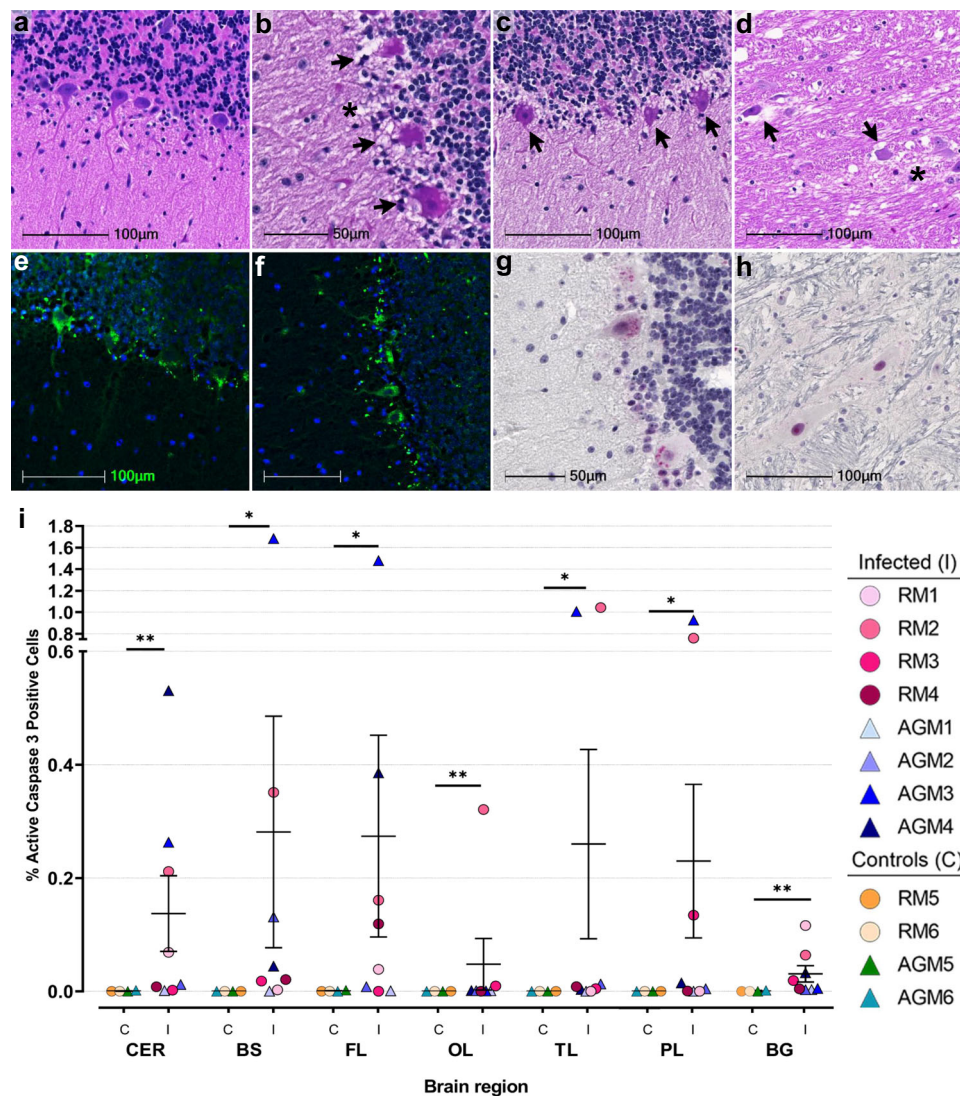 a b c d
* *
100μm 50μm 100μm 100μm
e f g h
100μm 50μm 100μm
i
% Active Caspase 3 Positive Cells
1.8
1.6
1.4
1.2
1.0
0.8
0.6
0.4
0.2
0.0
** * * ** * * **
C I C I C I C I C I C I C I
CER BS FL OL TL PL BG
Brain region
Infected (I)
RM1
RM2
RM3
RM4
AGM1
AGM2
AGM3
AGM4
Controls (C)
RM5
RM6
AGM5
AGM6